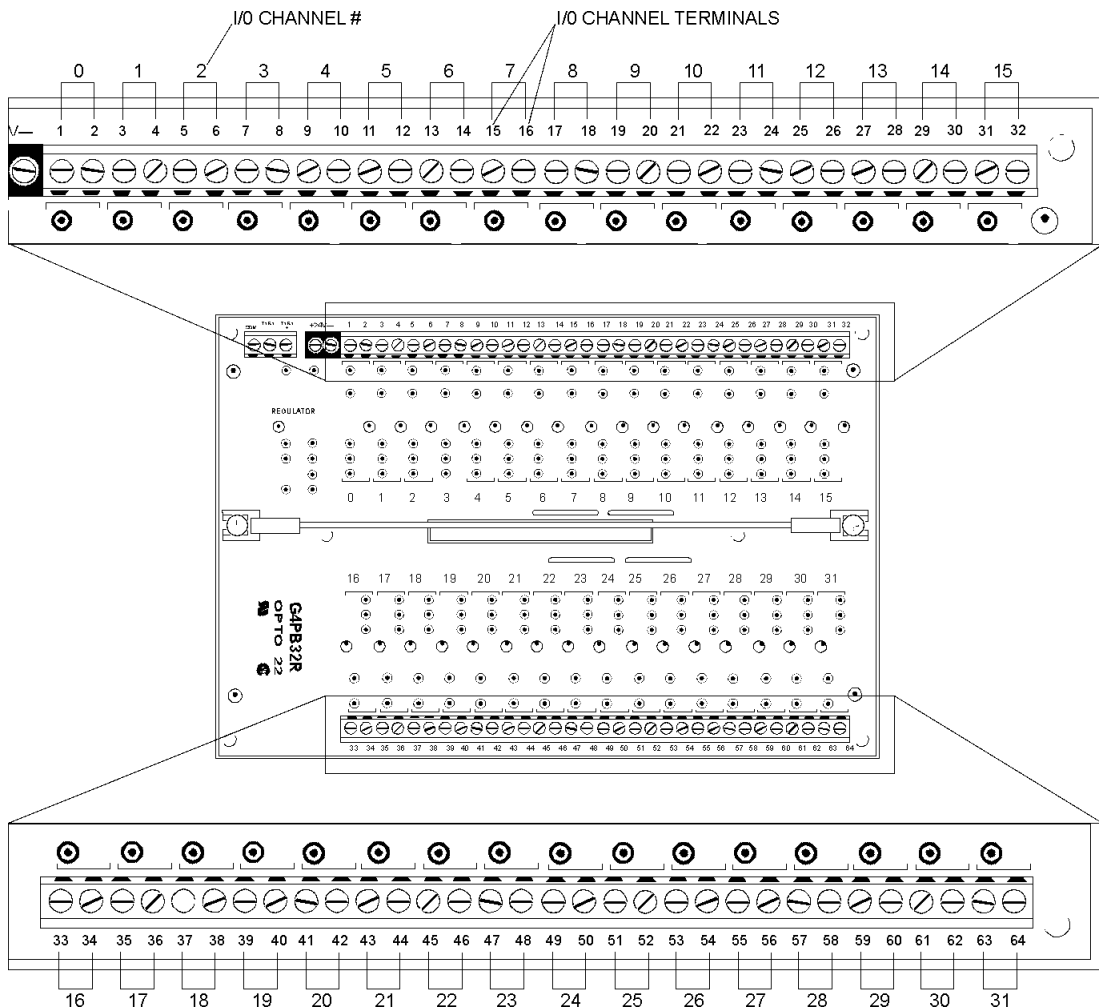 I/0 CHANNEL # I/0 CHANNEL TERMINALS
0 1 2 3 4 5 6 7 8 9 10 11 12 13 14 15
V—
1 2 3 4 5 6 7 8 9 10 11 12 13 14 15 16 17 18 19 20 21 22 23 24 25 26 27 28 29 30 31 32
1 2 3 4 5 6 7 8 9 10 11 12 13 14 15 16 17 18 19 20 21 22 23 24 25 26 27 28 29 30 31 32
REGULATOR
0 1 2 3 4 5 6 7 8 9 10 11 12 13 14 15
16 17 18 19 20 21 22 23 24 25 26 27 28 29 30 31
G4PB32R
OPTO 22
33 34 35 36 37 38 39 40 41 42 43 44 45 46 47 48 49 50 51 52 53 54 55 56 57 58 59 60 61 62 63 64
33 34 35 36 37 38 39 40 41 42 43 44 45 46 47 48 49 50 51 52 53 54 55 56 57 58 59 60 61 62 63 64
16 17 18 19 20 21 22 23 24 25 26 27 28 29 30 31